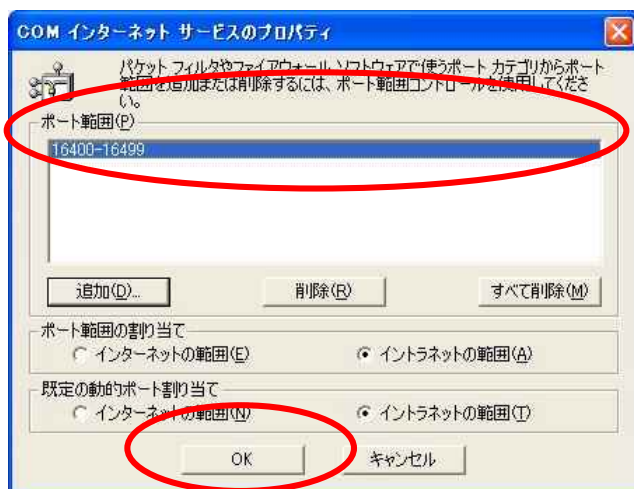 COM インターネット サービスのプロパティ
パケット フィルタやファイアウォール ソフトウェアで使うポート カテゴリからポート
範囲を追加または削除するには、ポート範囲コントロールを使用してくださ
い。
ポート範囲(P)
16400-16499
追加(D)... 削除(R) すべて削除(M)
ポート範囲の割り当て
インターネットの範囲(E) イントラネットの範囲(A)
既定の動的ポート割り当て
インターネットの範囲(N) イントラネットの範囲(T)
OK キャンセル